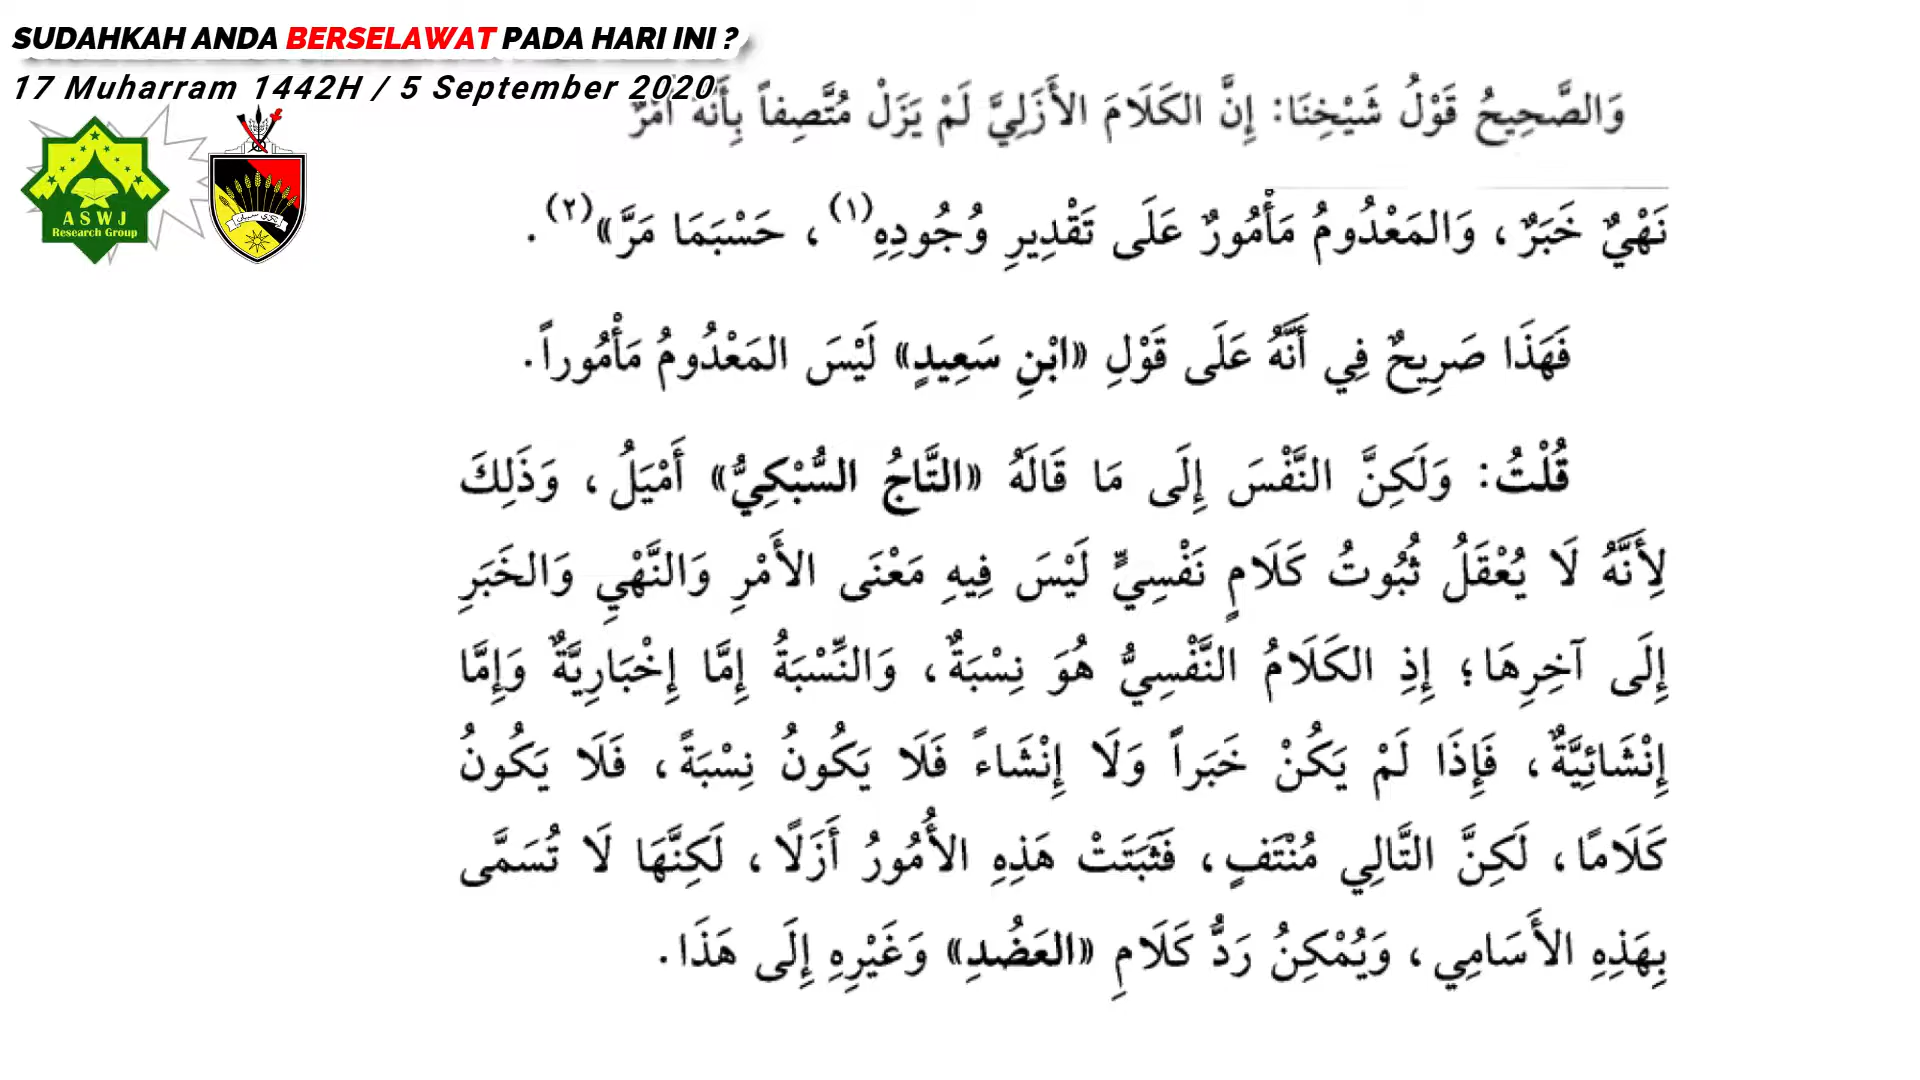 SUDAHKAH ANDA BERSELAWAT PADA HARI INI ?
17 Muharram 1442H / 5 September 2020
ASWJ
Research Group
وَالصَّحِيحُ قَوْلُ شَيْخِنَا: إِنَّ الكَلَامَ الأَزَلِيَّ لَمْ يَزَلْ مُتَّصِفاً بِأَنَّهُ أَمْرٌ
نَهْيٌ خَبَرٌ، وَالمَعْدُومُ مَأْمُورٌ عَلَى تَقْدِيرِ وُجُودِهِ(١)، حَسْبَمَا مَرَّ»(٢).
فَهَذَا صَرِيحٌ فِي أَنَّهُ عَلَى قَوْلِ «ابْنِ سَعِيدٍ» لَيْسَ المَعْدُومُ مَأْمُوراً.
قُلْتُ: وَلَكِنَّ النَّفْسَ إِلَى مَا قَالَهُ «التَّاجُ السُّبْكِيُّ» أَمْيَلُ، وَذَلِكَ
لِأَنَّهُ لَا يُعْقَلُ ثُبُوتُ كَلَامٍ نَفْسِيٍّ لَيْسَ فِيهِ مَعْنَى الأَمْرِ وَالنَّهْيِ وَالخَبَرِ
إِلَى آخِرِهَا؛ إِذِ الكَلَامُ النَّفْسِيُّ هُوَ نِسْبَةٌ، وَالنِّسْبَةُ إِمَّا إِخْبَارِيَّةٌ وَإِمَّا
إِنْشَائِيَّةٌ، فَإِذَا لَمْ يَكُنْ خَبَراً وَلَا إِنْشَاءً فَلَا يَكُونُ نِسْبَةً، فَلَا يَكُونُ
كَلَامًا، لَكِنَّ التَّالِي مُنْتَفٍ، فَثَبَتَتْ هَذِهِ الأُمُورُ أَزَلًا، لَكِنَّهَا لَا تُسَمَّى
بِهَذِهِ الأَسَامِي، وَيُمْكِنُ رَدُّ كَلَامِ «العَضُدِ» وَغَيْرِهِ إِلَى هَذَا.